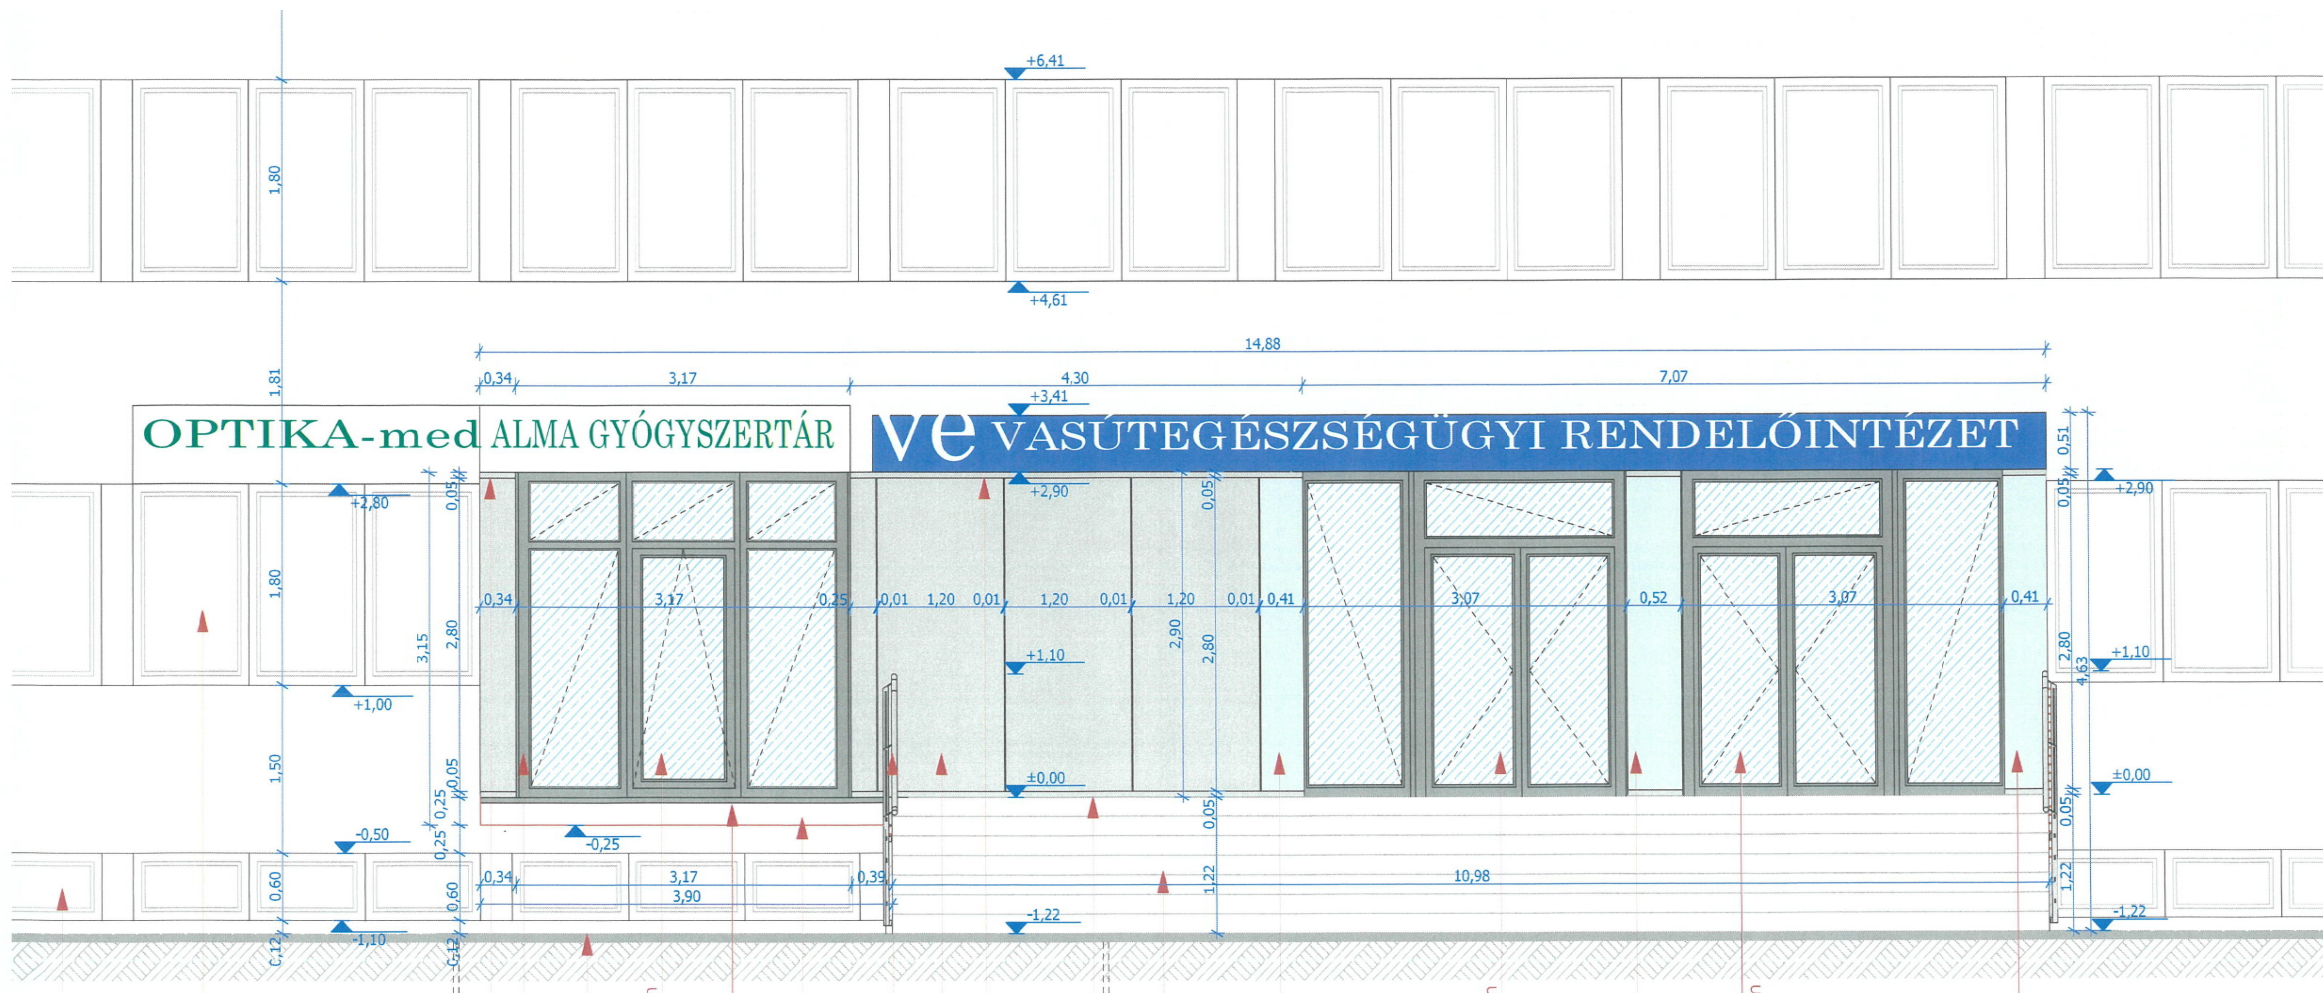 +6,41
1,80
+4,61
14,88
1,81
0,34 3,17 4,30 7,07
+3,41
OPTIKA-med ALMA GYÓGYSZERTÁR
ve VASÚTEGÉSZSÉGÜGYI RENDELŐINTÉZET
0,51
+2,80 0,05 +2,90 0,05 0,05 +2,90
1,80 0,34 3,17 0,25 0,01 1,20 0,01 1,20 0,01 1,20 0,01 0,41 3,07 0,52 3,07 0,41
3,15 2,80 2,90 2,80 2,80 4,63
+1,10 +1,10
+1,00
1,50 0,05 ±0,00 ±0,00
0,25 0,05 0,05
-0,50 0,25 -0,25
0,60 0,60 0,34 3,17 0,39 1,22 10,98 1,22
3,90
-1,22 -1,22
-1,10
0,12 0,12